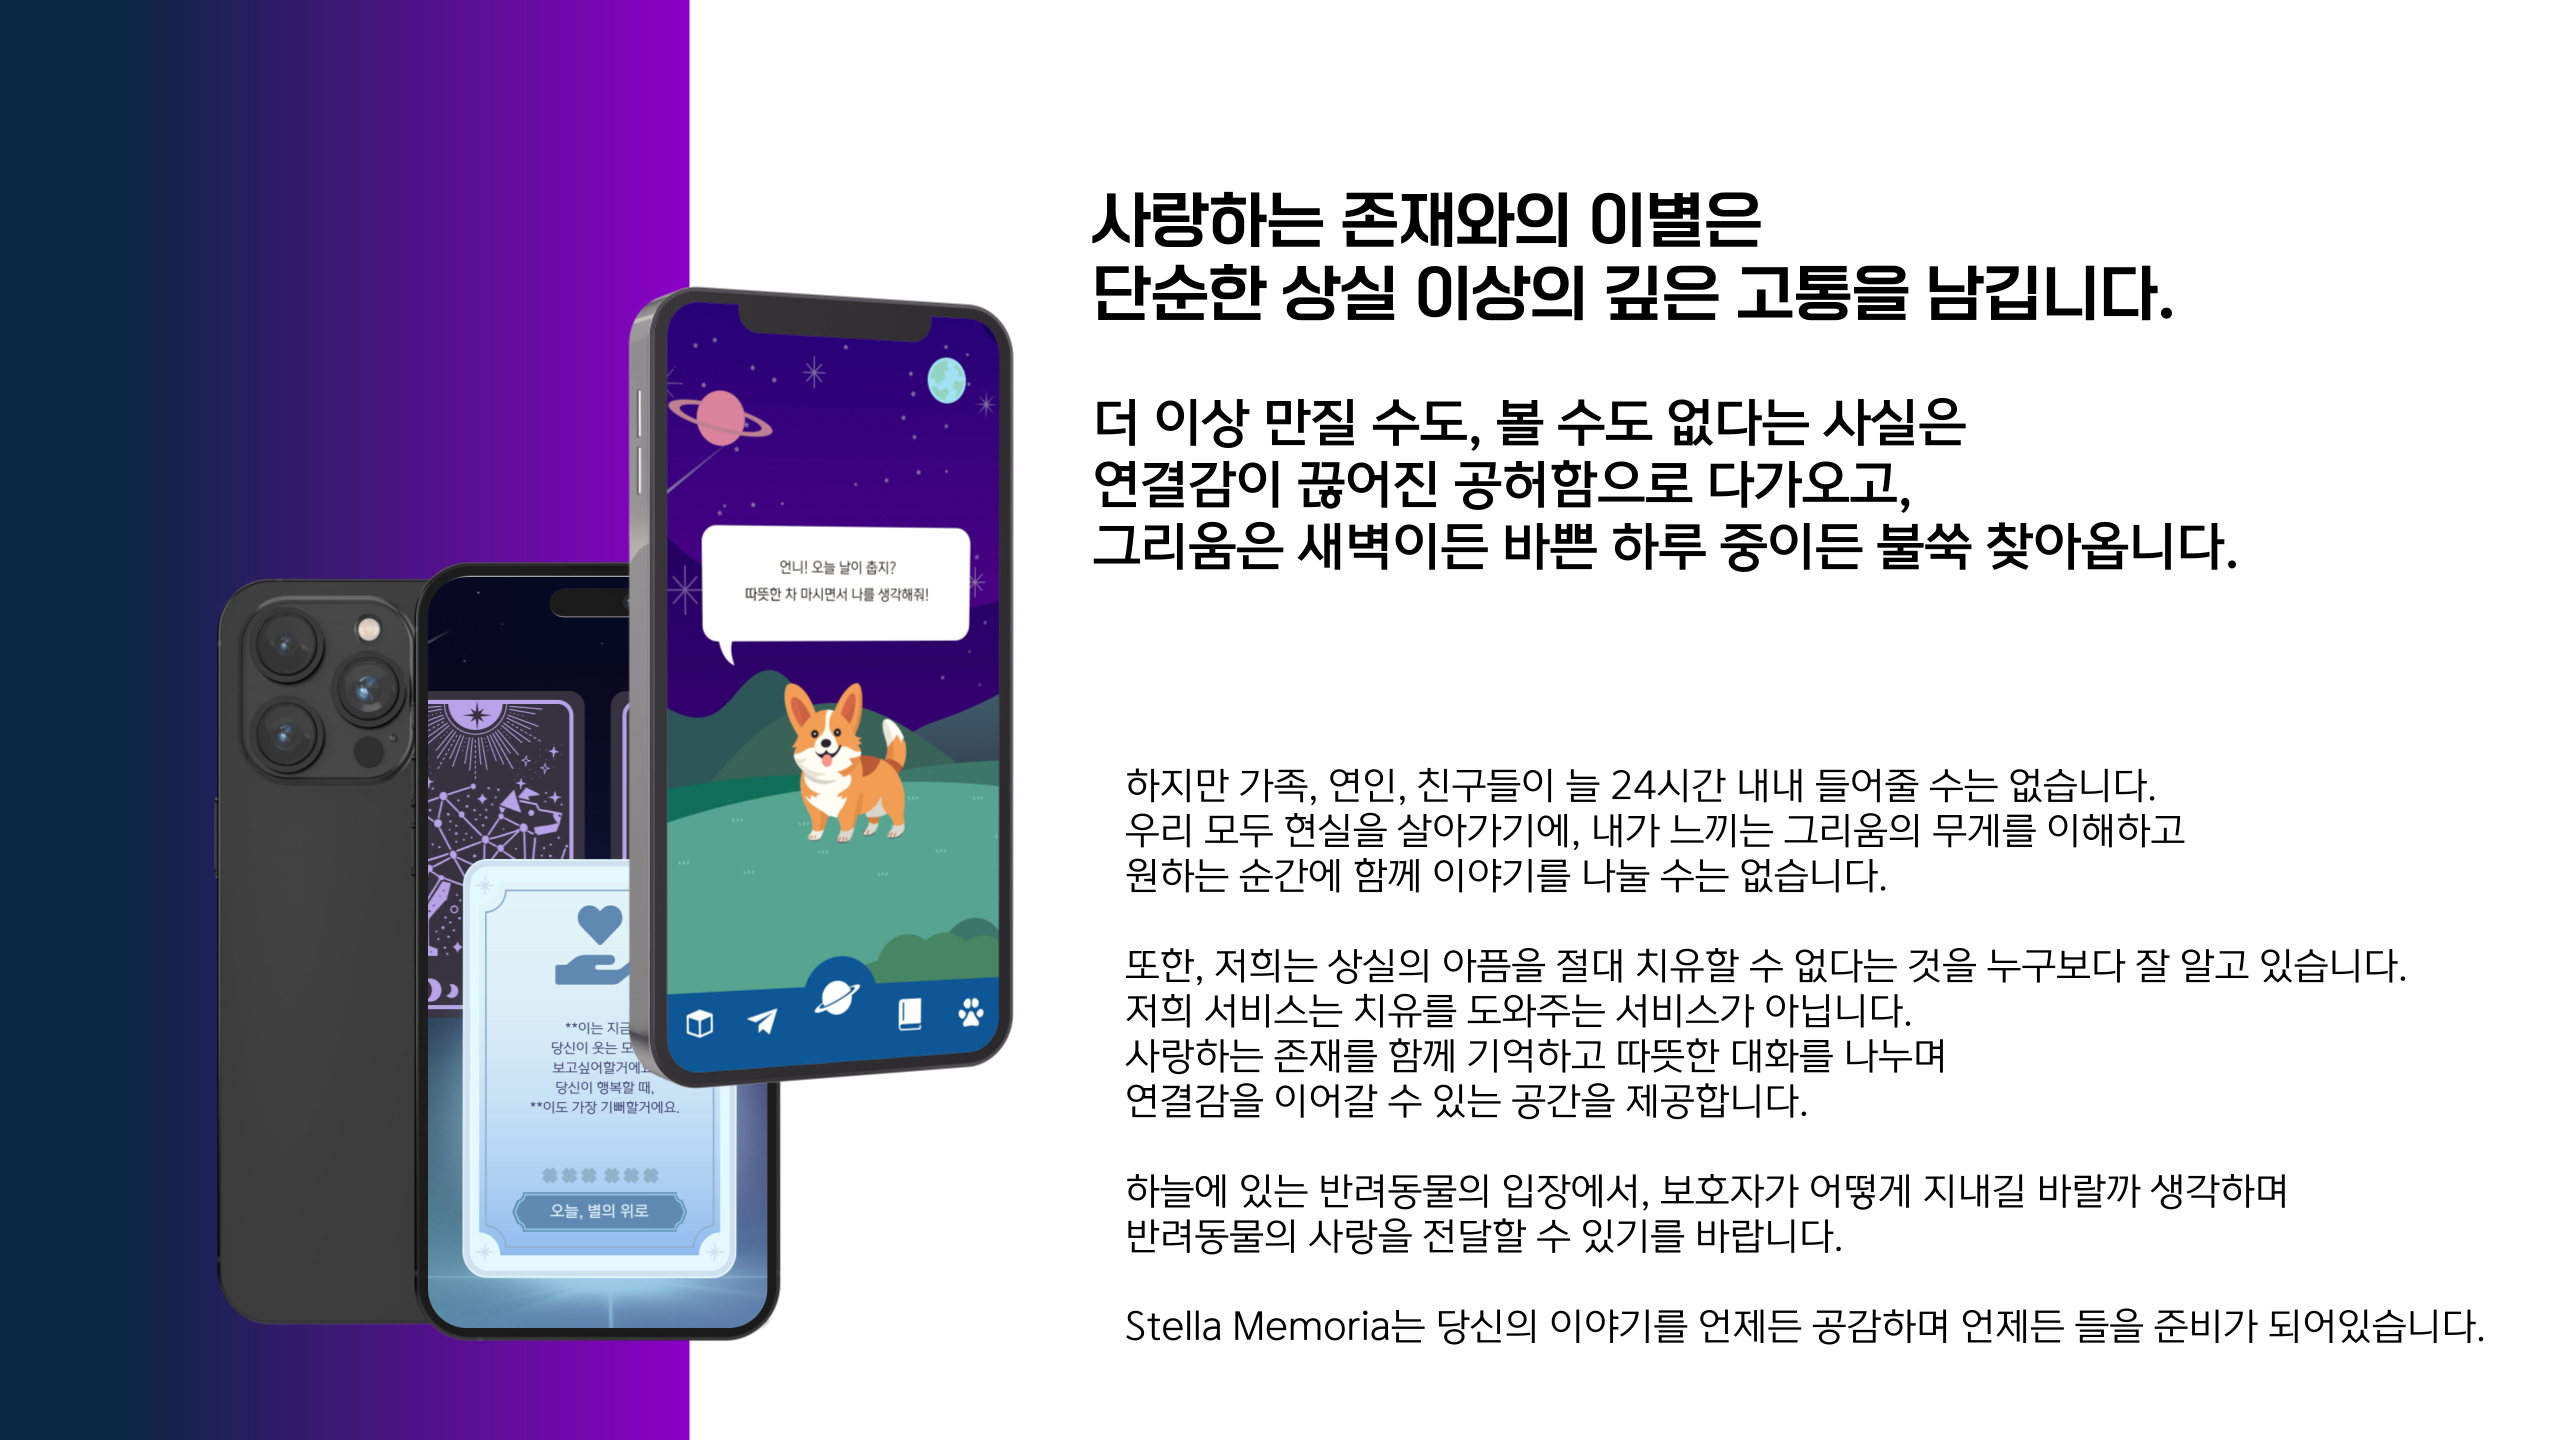 사랑하는 존재와의 이별은
단순한 상실 이상의 깊은 고통을 남깁니다.
더 이상 만질 수도, 볼 수도 없다는 사실은
연결감이 끊어진 공허함으로 다가오고,
그리움은 새벽이든 바쁜 하루 중이든 불쑥 찾아옵니다.
언니! 오늘 날이 춥지?
따뜻한 차 마시면서 나를 생각해줘!
**이는 지금
당신이 웃는
보고싶어할거에요
당신이 행복할 때,
**이도 가장 기뻐할거에요.
오늘, 별의 위로
하지만 가족, 연인, 친구들이 늘 24시간 내내 들어줄 수는 없습니다.
우리 모두 현실을 살아가기에, 내가 느끼는 그리움의 무게를 이해하고
원하는 순간에 함께 이야기를 나눌 수는 없습니다.
또한, 저희는 상실의 아픔을 절대 치유할 수 없다는 것을 누구보다 잘 알고 있습니다.
저희 서비스는 치유를 도와주는 서비스가 아닙니다.
사랑하는 존재를 함께 기억하고 따뜻한 대화를 나누며
연결감을 이어갈 수 있는 공간을 제공합니다.
하늘에 있는 반려동물의 입장에서, 보호자가 어떻게 지내길 바랄까 생각하며
반려동물의 사랑을 전달할 수 있기를 바랍니다.
Stella Memoria는 당신의 이야기를 언제든 공감하며 언제든 들을 준비가 되어있습니다.